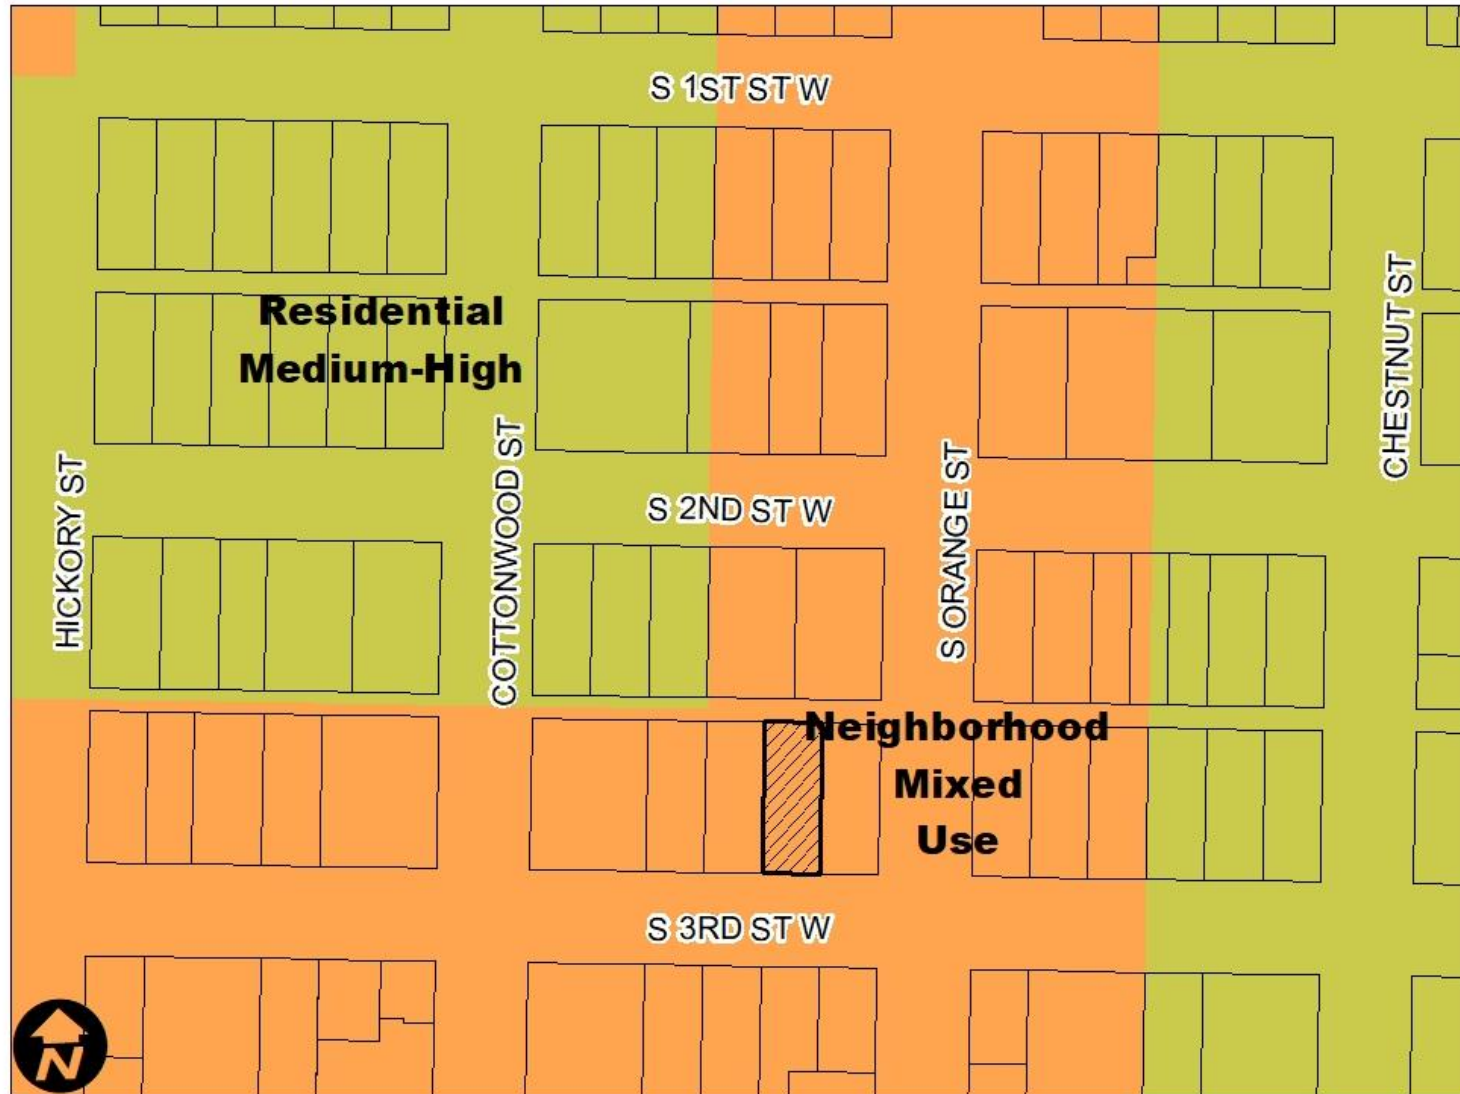 S 1ST ST W
Residential
Medium-High
CHESTNUT ST
HICKORY ST
COTTONWOOD ST
S 2ND ST W
S ORANGE ST
Neighborhood
Mixed
Use
S 3RD ST W
N